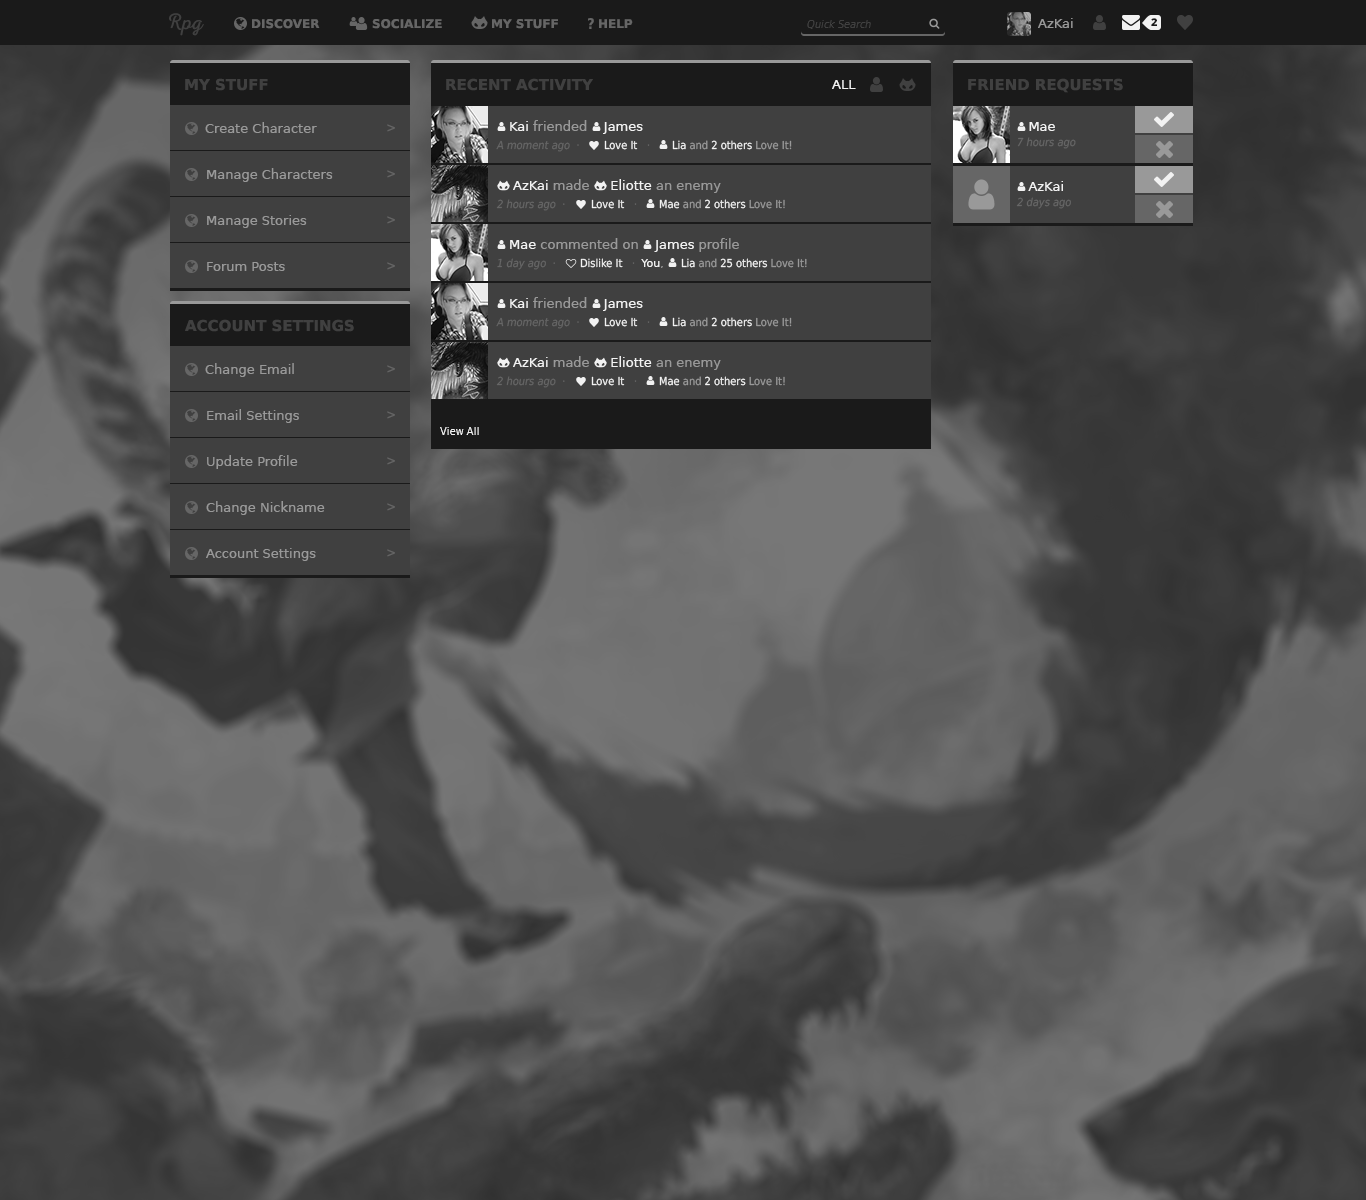 Rpg DISCOVER SOCIALIZE MY STUFF ? HELP Quick Search AzKai 2
MY STUFF
Create Character >
Manage Characters >
Manage Stories >
Forum Posts >
ACCOUNT SETTINGS
Change Email >
Email Settings >
Update Profile >
Change Nickname >
Account Settings >
RECENT ACTIVITY ALL
Kai friended James
A moment ago · Love It · Lia and 2 others Love It!
AzKai made Eliotte an enemy
2 hours ago · Love It · Mae and 2 others Love It!
Mae commented on James profile
1 day ago · Dislike It · You, Lia and 25 others Love It!
Kai friended James
A moment ago · Love It · Lia and 2 others Love It!
AzKai made Eliotte an enemy
2 hours ago · Love It · Mae and 2 others Love It!
View All
FRIEND REQUESTS
Mae
7 hours ago
AzKai
2 days ago